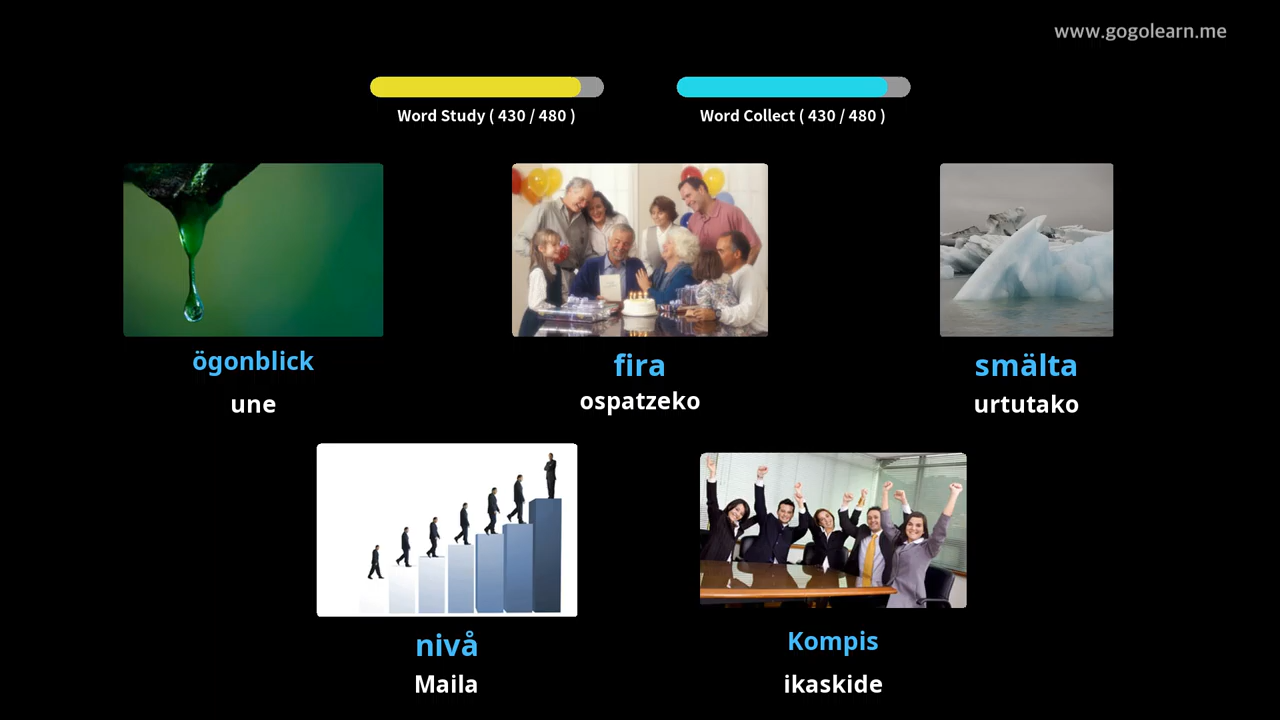 www.gogolearn.me
Word Study ( 430 / 480 )
Word Collect ( 430 / 480 )
ögonblick
une
fira
ospatzeko
smälta
urtutako
nivå
Maila
Kompis
ikaskide